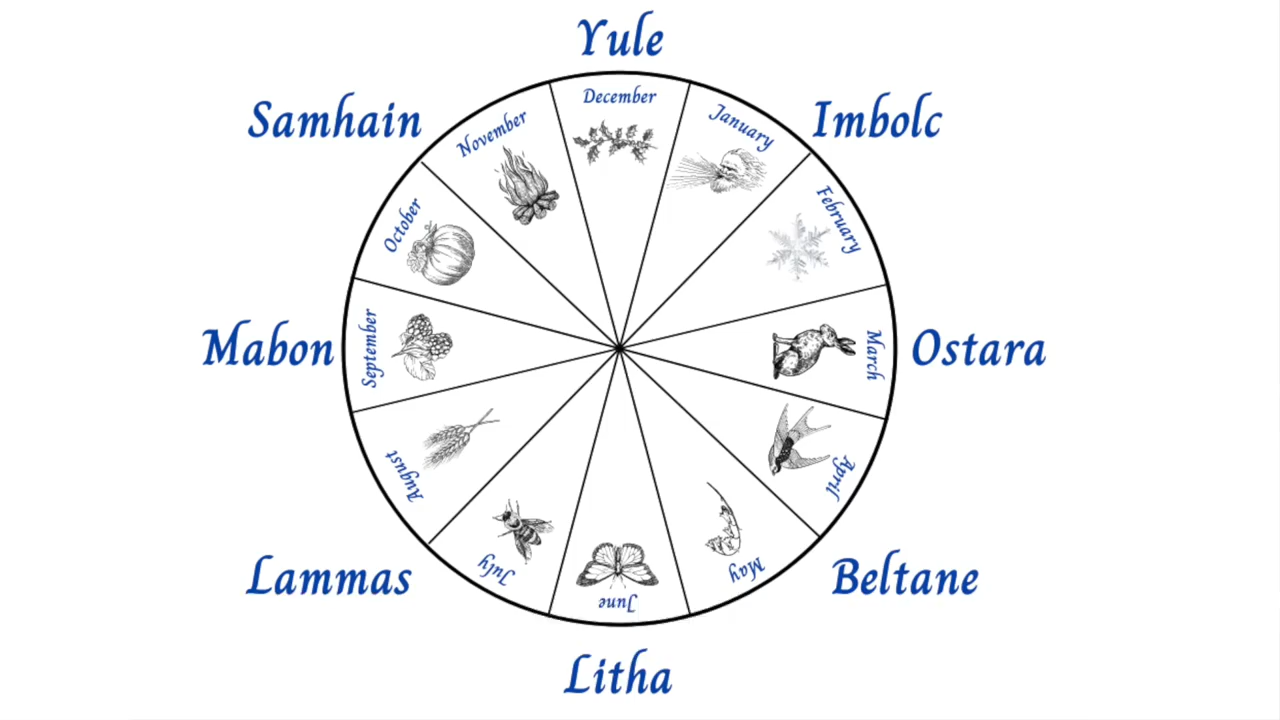 Yule
Samhain
Imbolc
December
November
January
October
February
Mabon
September
March
Ostara
August
April
July
May
June
Lammas
Beltane
Litha